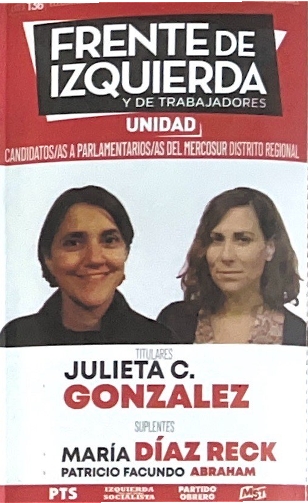 136
FRENTE DE
IZQUIERDA
Y DE TRABAJADORES
UNIDAD
CANDIDATOS/AS A PARLAMENTARIOS/AS DEL MERCOSUR DISTRITO REGIONAL
TITULARES
JULIETA C.
GONZALEZ
SUPLENTES
MARÍA DÍAZ RECK
PATRICIO FACUNDO ABRAHAM
PTS IZQUIERDA SOCIALISTA PARTIDO OBRERO MST